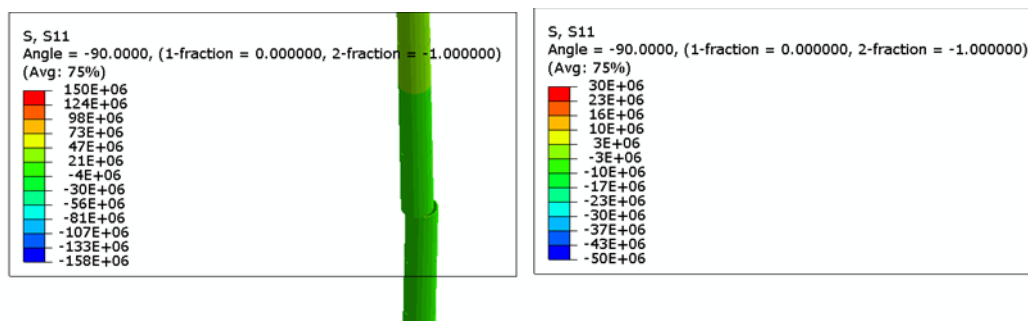 S, S11
Angle = -90.0000, (1-fraction = 0.000000, 2-fraction = -1.000000)
(Avg: 75%)
150E+06
124E+06
98E+06
73E+06
47E+06
21E+06
-4E+06
-30E+06
-56E+06
-81E+06
-107E+06
-133E+06
-158E+06
S, S11
Angle = -90.0000, (1-fraction = 0.000000, 2-fraction = -1.000000)
(Avg: 75%)
30E+06
23E+06
16E+06
10E+06
3E+06
-3E+06
-10E+06
-17E+06
-23E+06
-30E+06
-37E+06
-43E+06
-50E+06